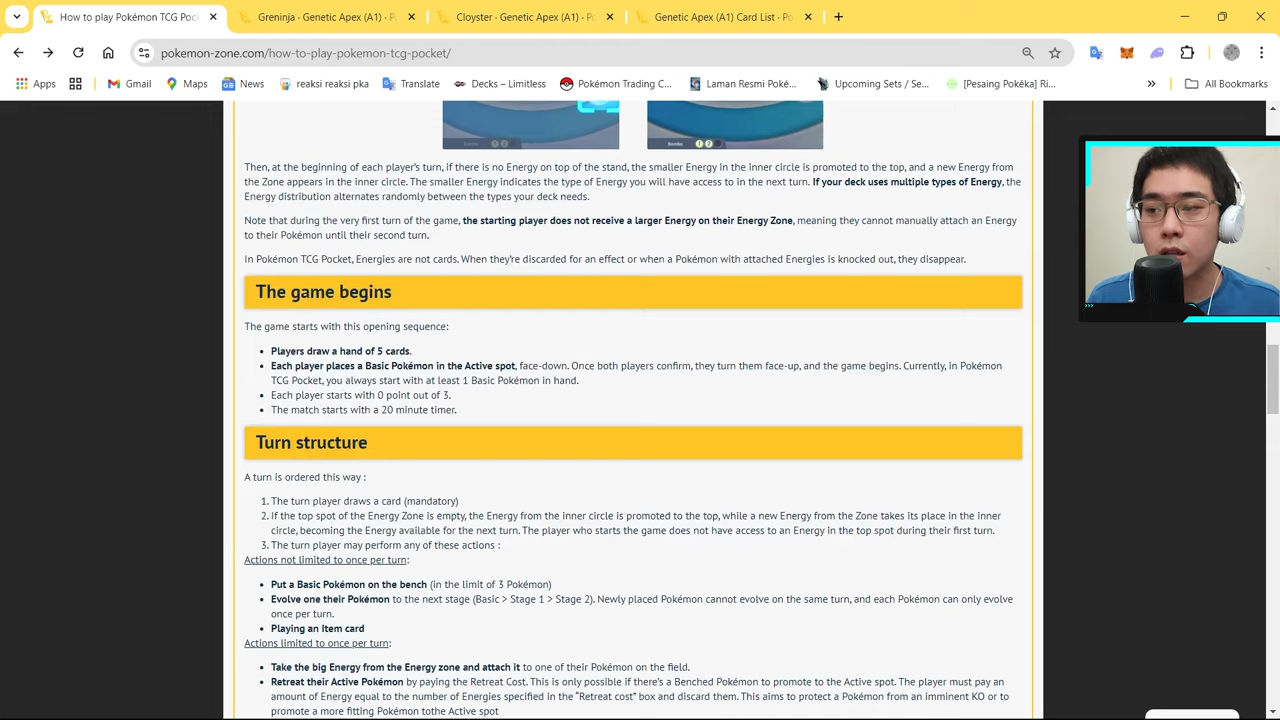 How to play Pokémon TCG Pocket
Greninja · Genetic Apex (A1) · P
Cloyster · Genetic Apex (A1) · P
Genetic Apex (A1) Card List · Po
pokemon-zone.com/how-to-play-pokemon-tcg-pocket/
Apps
Gmail
Maps
News
reaksi reaksi pka
Translate
Decks – Limitless
Pokémon Trading C...
Laman Resmi Poké...
Upcoming Sets / Se...
[Pesaing Pokéka] Ri...
All Bookmarks
Then, at the beginning of each player's turn, if there is no Energy on top of the stand, the smaller Energy in the inner circle is promoted to the top, and a new Energy from
the Zone appears in the inner circle. The smaller Energy indicates the type of Energy you will have access to in the next turn. If your deck uses multiple types of Energy, the
Energy distribution alternates randomly between the types your deck needs.
Note that during the very first turn of the game, the starting player does not receive a larger Energy on their Energy Zone, meaning they cannot manually attach an Energy
to their Pokémon until their second turn.
In Pokémon TCG Pocket, Energies are not cards. When they're discarded for an effect or when a Pokémon with attached Energies is knocked out, they disappear.
The game begins
The game starts with this opening sequence:
• Players draw a hand of 5 cards.
• Each player places a Basic Pokémon in the Active spot, face-down. Once both players confirm, they turn them face-up, and the game begins. Currently, in Pokémon
TCG Pocket, you always start with at least 1 Basic Pokémon in hand.
• Each player starts with 0 point out of 3.
• The match starts with a 20 minute timer.
Turn structure
A turn is ordered this way :
1. The turn player draws a card (mandatory)
2. If the top spot of the Energy Zone is empty, the Energy from the inner circle is promoted to the top, while a new Energy from the Zone takes its place in the inner
circle, becoming the Energy available for the next turn. The player who starts the game does not have access to an Energy in the top spot during their first turn.
3. The turn player may perform any of these actions :
Actions not limited to once per turn:
• Put a Basic Pokémon on the bench (in the limit of 3 Pokémon)
• Evolve one their Pokémon to the next stage (Basic > Stage 1 > Stage 2). Newly placed Pokémon cannot evolve on the same turn, and each Pokémon can only evolve
once per turn.
• Playing an Item card
Actions limited to once per turn:
• Take the big Energy from the Energy zone and attach it to one of their Pokémon on the field.
• Retreat their Active Pokémon by paying the Retreat Cost. This is only possible if there's a Benched Pokémon to promote to the Active spot. The player must pay an
amount of Energy equal to the number of Energies specified in the “Retreat cost” box and discard them. This aims to protect a Pokémon from an imminent KO or to
promote a more fitting Pokémon tothe Active spot